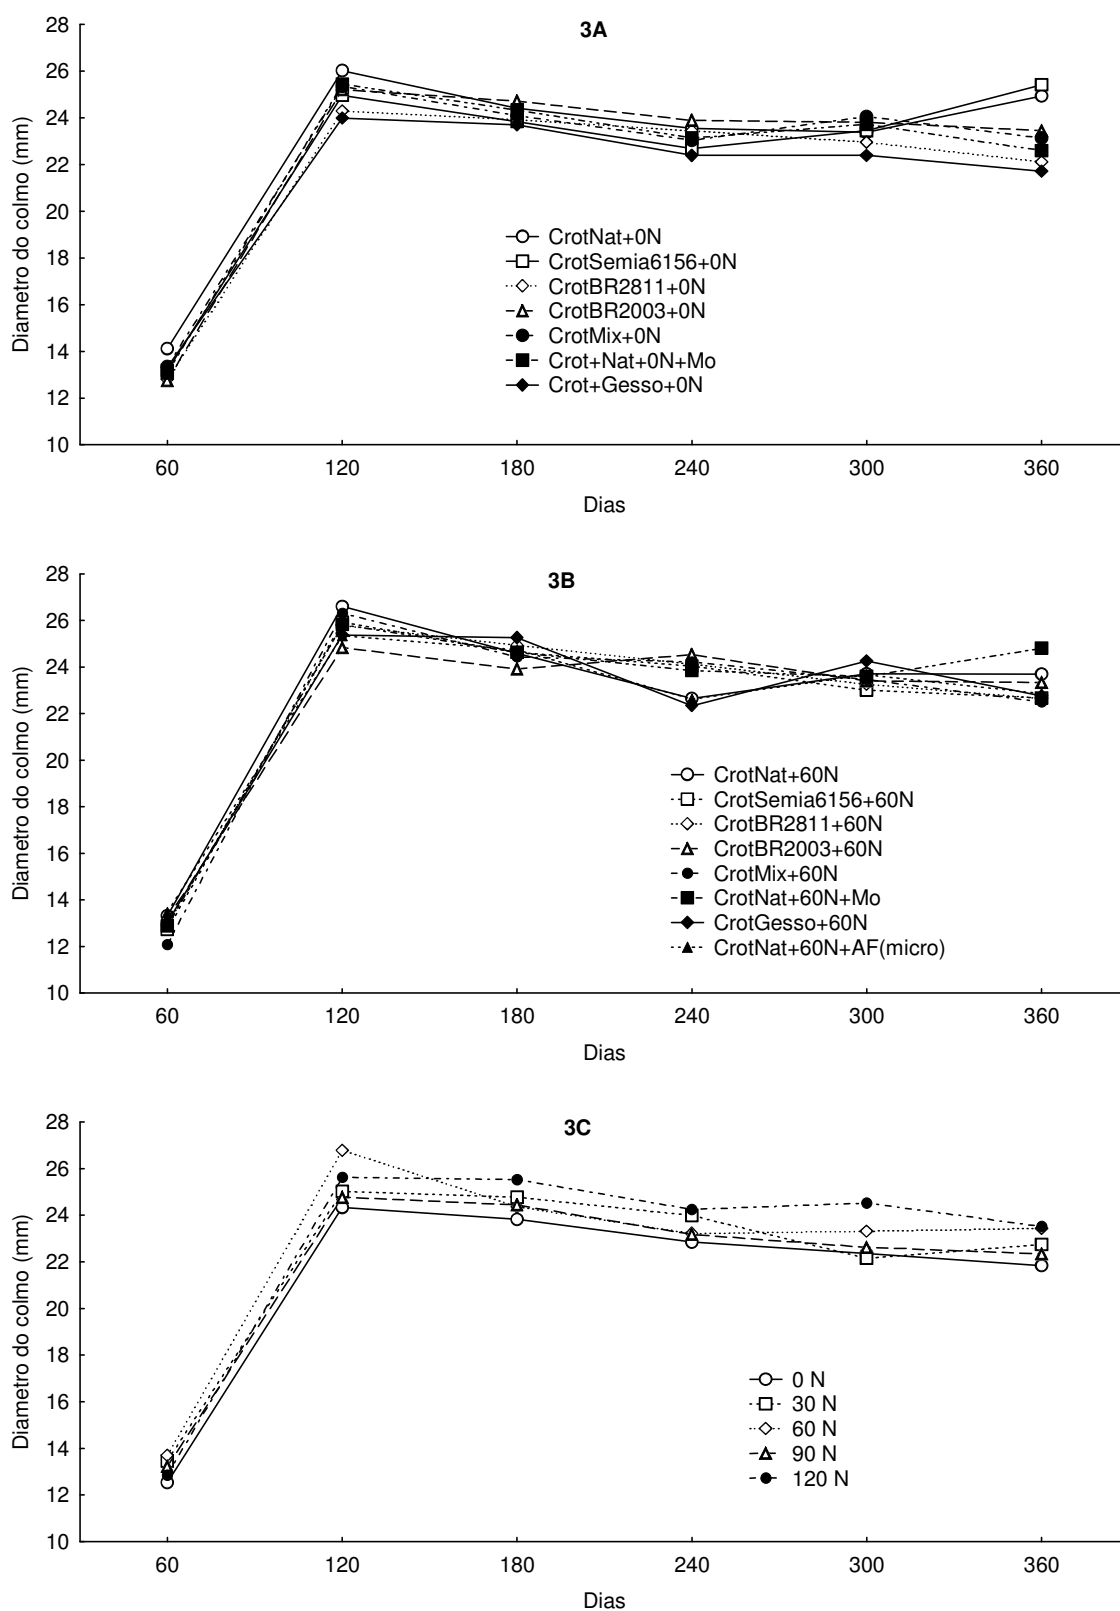 3A
Diametro do colmo (mm)
28
26
24
22
20
18
16
14
12
10
CrotNat+0N
CrotSemia6156+0N
CrotBR2811+0N
CrotBR2003+0N
CrotMix+0N
Crot+Nat+0N+Mo
Crot+Gesso+0N
60 120 180 240 300 360
Dias
3B
Diametro do colmo (mm)
28
26
24
22
20
18
16
14
12
10
CrotNat+60N
CrotSemia6156+60N
CrotBR2811+60N
CrotBR2003+60N
CrotMix+60N
CrotNat+60N+Mo
CrotGesso+60N
CrotNat+60N+AF(micro)
60 120 180 240 300 360
Dias
3C
Diametro do colmo (mm)
28
26
24
22
20
18
16
14
12
10
0 N
30 N
60 N
90 N
120 N
60 120 180 240 300 360
Dias